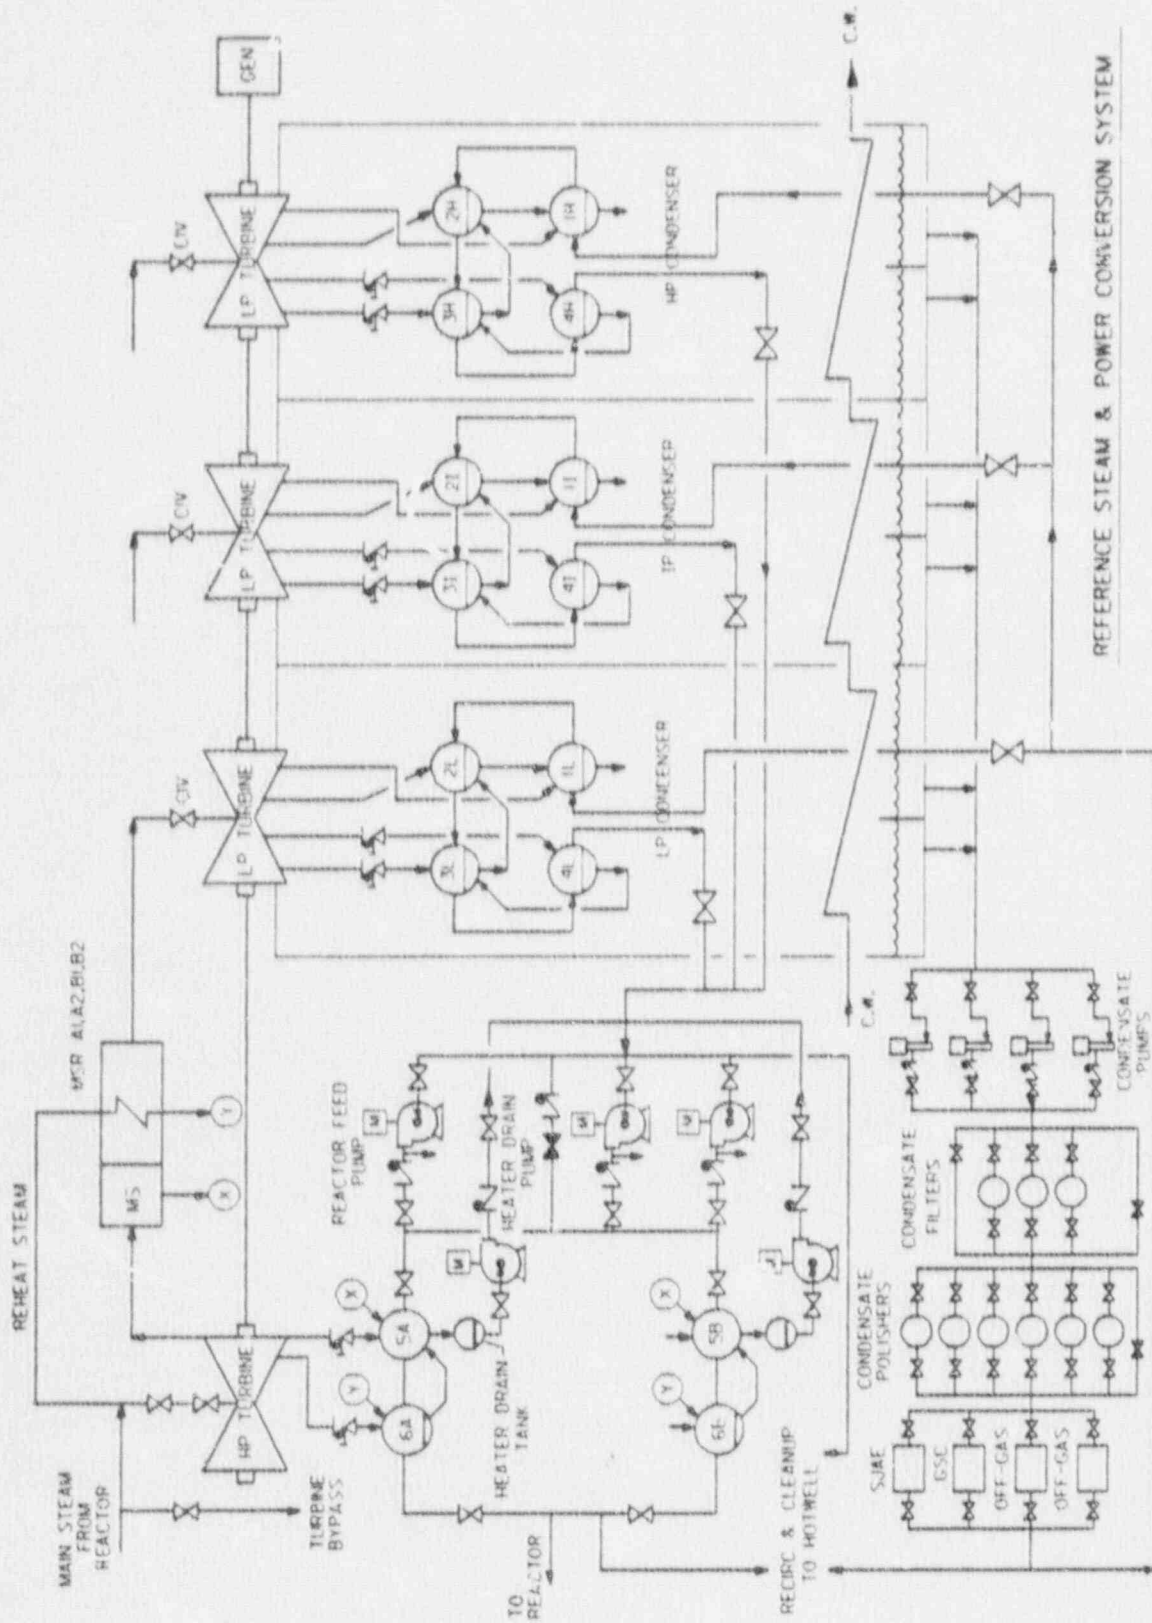 REFERENCE STEAM & POWER CONVERSION SYSTEM
MAIN STEAM
FROM
REACTOR
REHEAT STEAM
TURBINE
BYPASS
HP TURBINE
MS
MSR A1,A2,B1,B2
X
Y
CIV
LP TURBINE
CIV
LP TURBINE
CIV
LP TURBINE
GEN
3L
2L
4L
1L
LP CONDENSER
3I
2I
4I
1I
IP CONDENSER
3H
2H
4H
1H
HP CONDENSER
C.W.
C.W.
Y
X
6A
5A
HEATER DRAIN
TANK
REACTOR FEED
PUMP
M
HEATER DRAIN
PUMP
M
M
M
Y
X
5B
TO
REACTOR
RECIRC & CLEANUP
TO HOTWELL
SJAE
GSC
OFF-GAS
OFF-GAS
CONDENSATE
POLISHERS
CONDENSATE
FILTERS
CONDENSATE
PUMPS